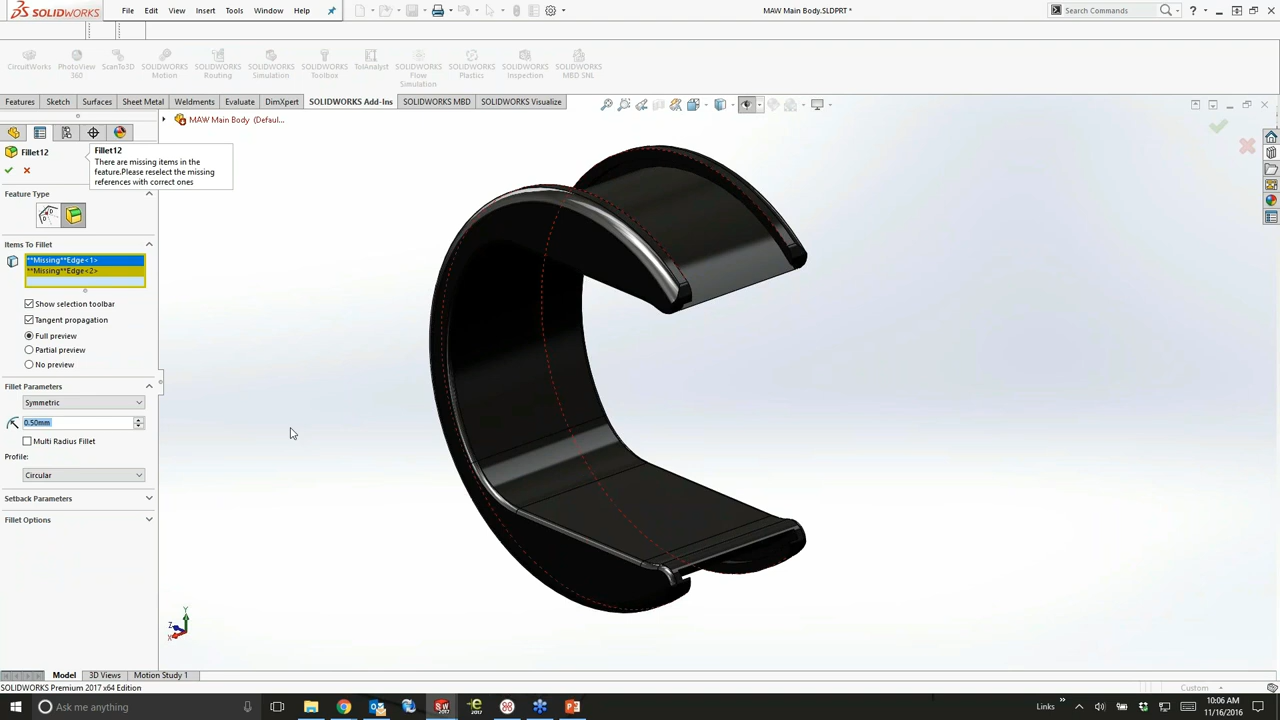 SOLIDWORKS
File
Edit
View
Insert
Tools
Window
Help
MAW Main Body.SLDPRT *
Search Commands
CircuitWorks
PhotoView
360
ScanTo3D
SOLIDWORKS
Motion
SOLIDWORKS
Routing
SOLIDWORKS
Simulation
SOLIDWORKS
Toolbox
TolAnalyst
SOLIDWORKS
Flow
Simulation
SOLIDWORKS
Plastics
SOLIDWORKS
Inspection
SOLIDWORKS
MBD SNL
Features
Sketch
Surfaces
Sheet Metal
Weldments
Evaluate
DimXpert
SOLIDWORKS Add-Ins
SOLIDWORKS MBD
SOLIDWORKS Visualize
MAW Main Body (Defaul...
Fillet12
Fillet12
There are missing items in the
feature.Please reselect the missing
references with correct ones
Feature Type
Items To Fillet
**Missing**Edge<1>
**Missing**Edge<2>
Show selection toolbar
Tangent propagation
Full preview
Partial preview
No preview
Fillet Parameters
Symmetric
0.50mm
Multi Radius Fillet
Profile:
Circular
Setback Parameters
Fillet Options
Y
Z
X
Model
3D Views
Motion Study 1
SOLIDWORKS Premium 2017 x64 Edition
Custom
Ask me anything
Links
10:06 AM
11/16/2016